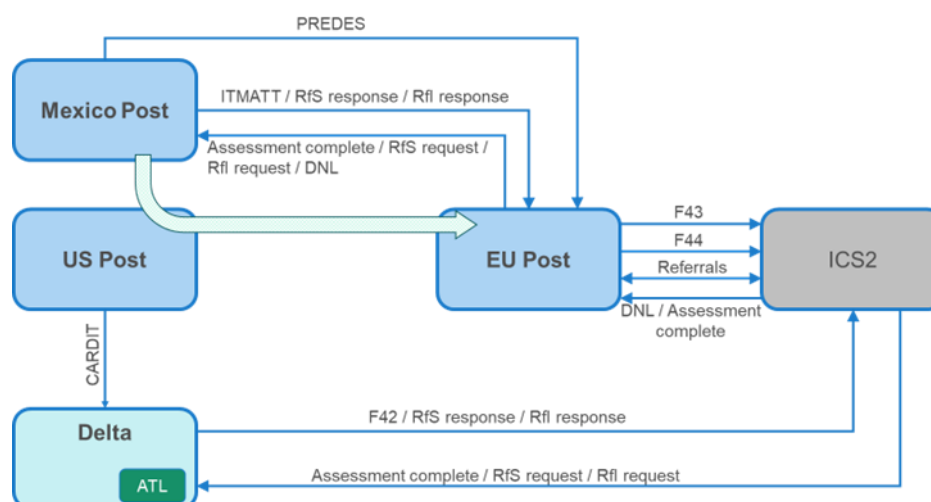 PREDES
Mexico Post
ITMATT / RfS response / RfI response
Assessment complete / RfS request /
RfI request / DNL
US Post
EU Post
F43
F44
Referrals
ICS2
DNL / Assessment
complete
CARDIT
Delta
F42 / RfS response / RfI response
ATL
Assessment complete / RfS request / RfI request